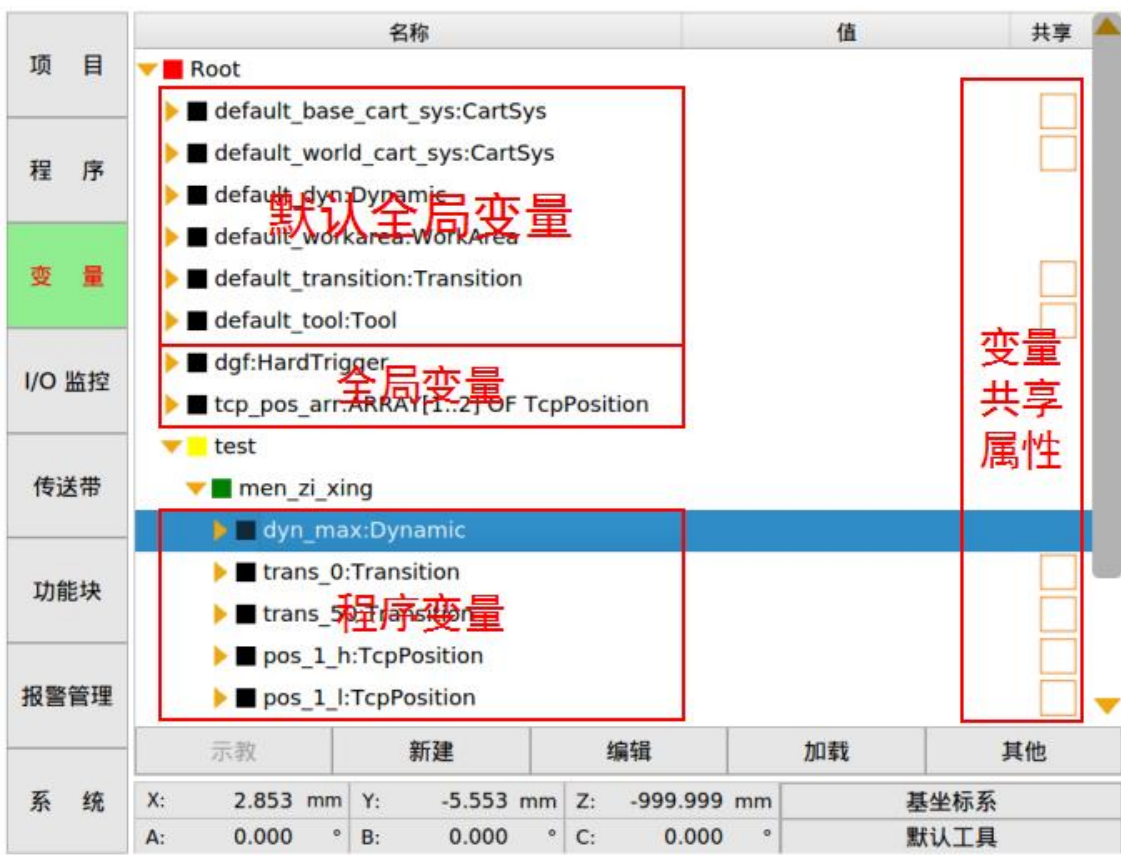 名称 值 共享
项 目
程 序
变 量
I/O 监控
传送带
功能块
报警管理
系 统
Root
default_base_cart_sys:CartSys
default_world_cart_sys:CartSys
default_dyn:Dynamic
default_workarea:WorkArea
default_transition:Transition
default_tool:Tool
默认全局变量
dgf:HardTrigger
tcp_pos_arr:ARRAY[1..2] OF TcpPosition
全局变量
test
men_zi_xing
dyn_max:Dynamic
trans_0:Transition
trans_50:Transition
pos_1_h:TcpPosition
pos_1_l:TcpPosition
程序变量
变量
共享
属性
示教 新建 编辑 加载 其他
X: 2.853 mm Y: -5.553 mm Z: -999.999 mm 基坐标系
A: 0.000 ° B: 0.000 ° C: 0.000 ° 默认工具